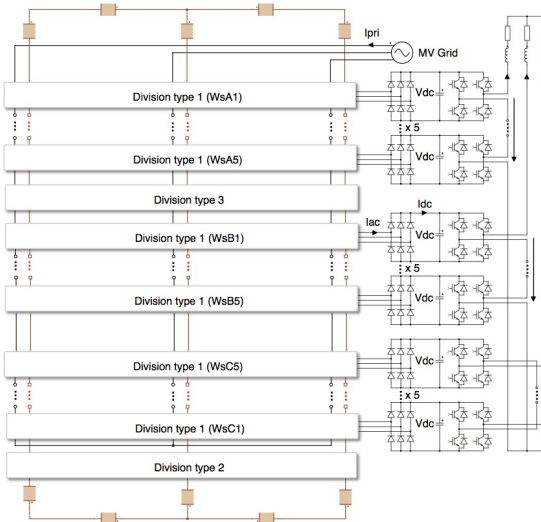 Ipri
MV Grid
Division type 1 (WsA1)
Vdc
x 5
Division type 1 (WsA5)
Vdc
Division type 3
Iac
Idc
Division type 1 (WsB1)
Vdc
x 5
Division type 1 (WsB5)
Vdc
Division type 1 (WsC5)
Vdc
x 5
Division type 1 (WsC1)
Vdc
Division type 2